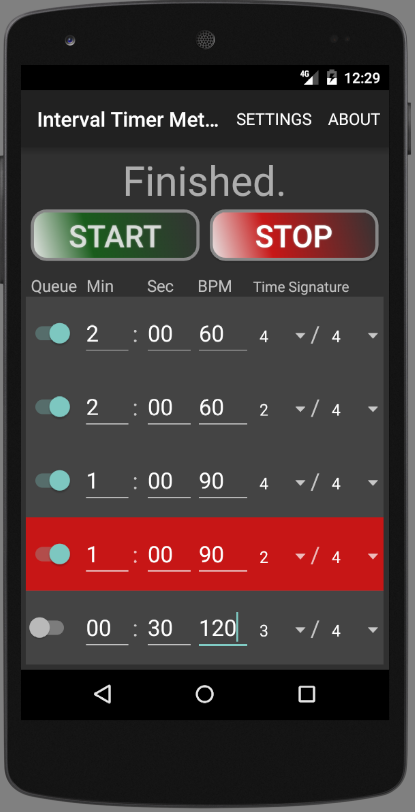 4G 12:29
Interval Timer Met... SETTINGS ABOUT
Finished.
START STOP
Queue Min Sec BPM Time Signature
2 : 00 60 4 / 4
2 : 00 60 2 / 4
1 : 00 90 4 / 4
1 : 00 90 2 / 4
00 : 30 120 3 / 4